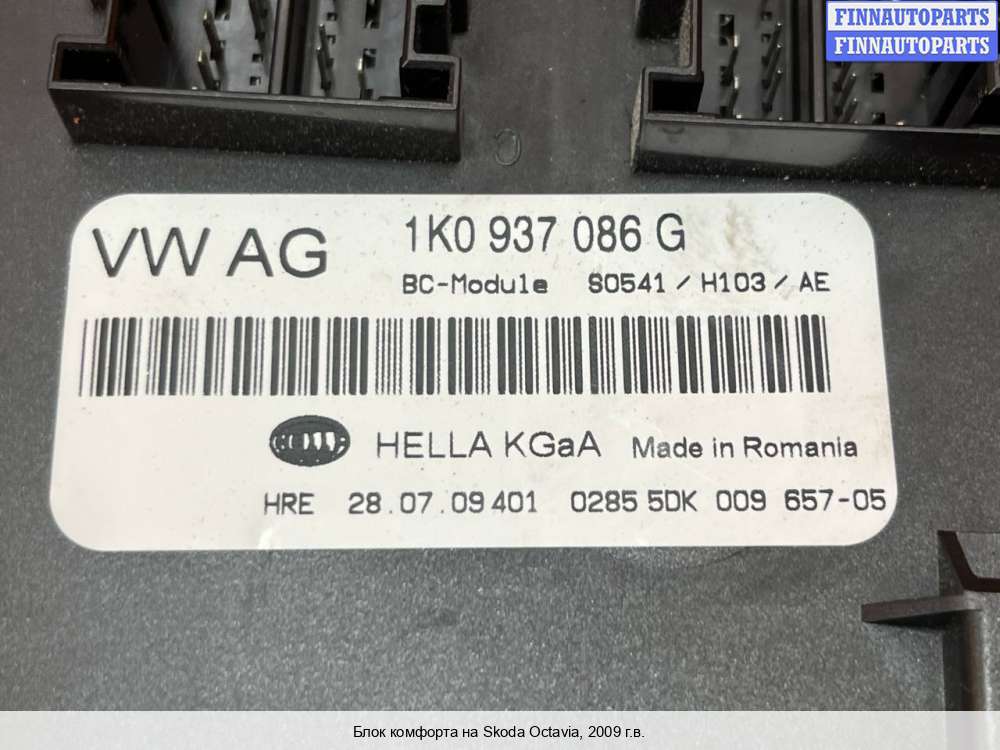 FINNAUTOPARTS
FINNAUTOPARTS
VW AG
1K0 937 086 G
BC-Module S0541 / H103 / AE
HELLA
HELLA KGaA Made in Romania
HRE 28.07.09 401 0285 5DK 009 657-05
Блок комфорта на Skoda Octavia, 2009 г.в.